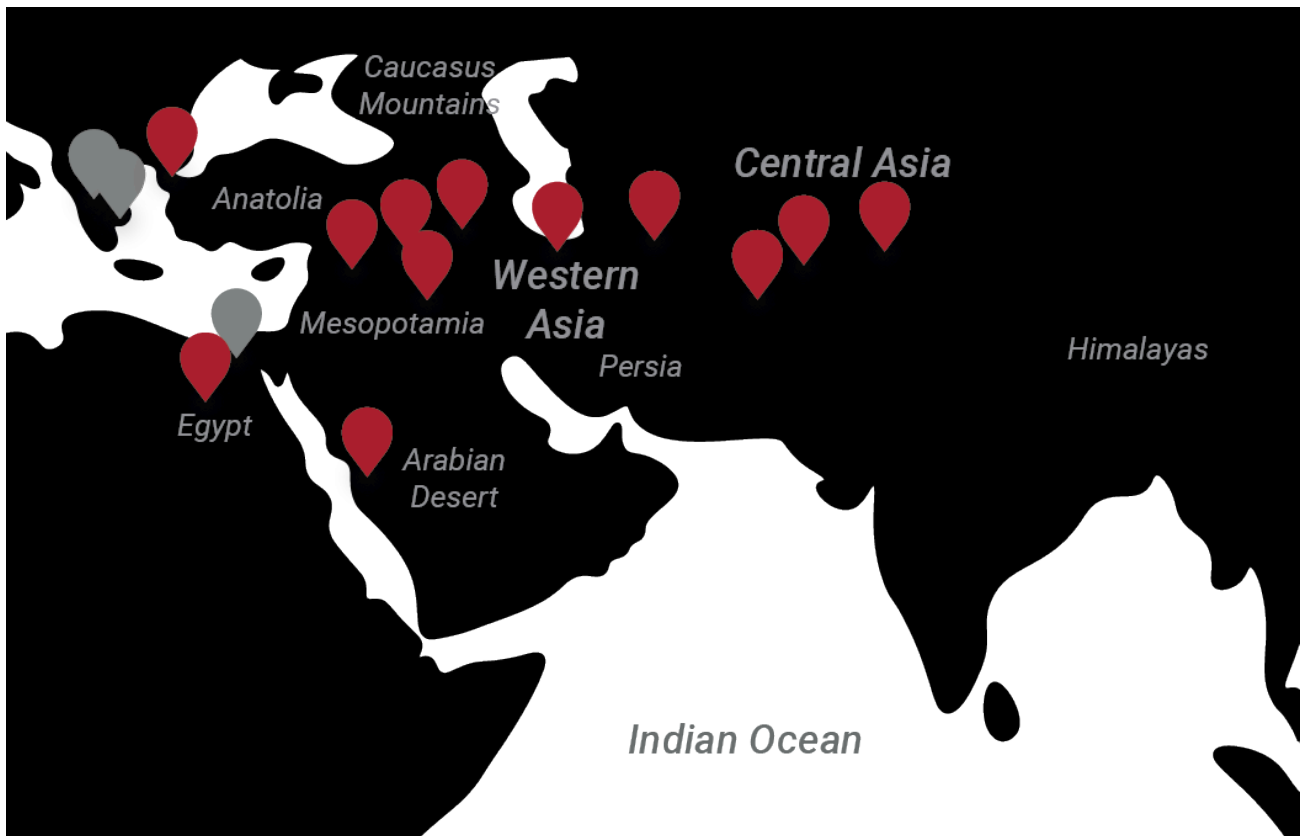 Caucasus
Mountains
Central Asia
Anatolia
Western
Asia
Mesopotamia
Persia
Himalayas
Egypt
Arabian
Desert
Indian Ocean